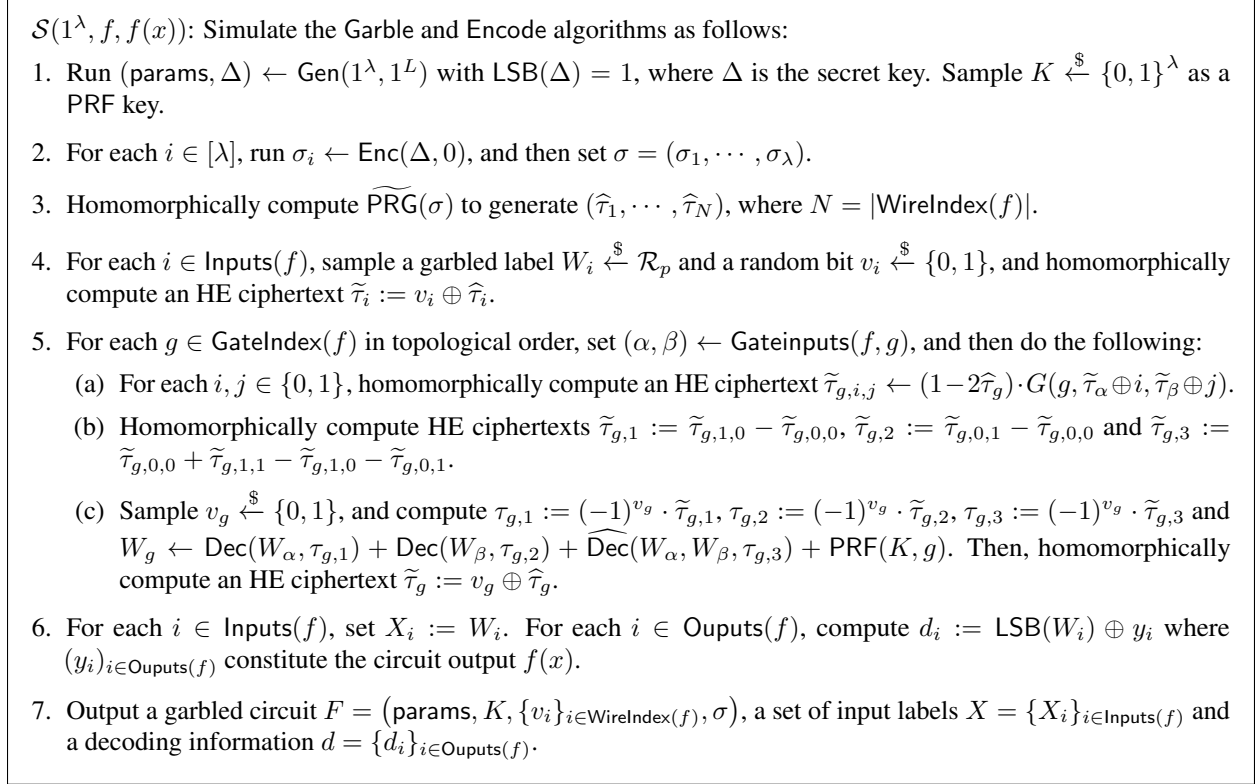 𝒮(1^λ, f, f(x)): Simulate the Garble and Encode algorithms as follows:
1. Run (params, Δ) ← Gen(1^λ, 1^L) with LSB(Δ) = 1, where Δ is the secret key. Sample K ←$ {0, 1}^λ as a
PRF key.
2. For each i ∈ [λ], run σ_i ← Enc(Δ, 0), and then set σ = (σ_1, ··· , σ_λ).
3. Homomorphically compute \widetilde{PRG}(σ) to generate (τ̂_1, ··· , τ̂_N), where N = |WireIndex(f)|.
4. For each i ∈ Inputs(f), sample a garbled label W_i ←$ ℛ_p and a random bit v_i ←$ {0, 1}, and homomorphically
compute an HE ciphertext τ̃_i := v_i ⊕ τ̂_i.
5. For each g ∈ GateIndex(f) in topological order, set (α, β) ← Gateinputs(f, g), and then do the following:
(a) For each i, j ∈ {0, 1}, homomorphically compute an HE ciphertext τ̃_{g,i,j} ← (1−2τ̂_g)·G(g, τ̃_α⊕i, τ̃_β⊕j).
(b) Homomorphically compute HE ciphertexts τ̃_{g,1} := τ̃_{g,1,0} − τ̃_{g,0,0}, τ̃_{g,2} := τ̃_{g,0,1} − τ̃_{g,0,0} and τ̃_{g,3} :=
τ̃_{g,0,0} + τ̃_{g,1,1} − τ̃_{g,1,0} − τ̃_{g,0,1}.
(c) Sample v_g ←$ {0, 1}, and compute τ_{g,1} := (−1)^{v_g} · τ̃_{g,1}, τ_{g,2} := (−1)^{v_g} · τ̃_{g,2}, τ_{g,3} := (−1)^{v_g} · τ̃_{g,3} and
W_g ← Dec(W_α, τ_{g,1}) + Dec(W_β, τ_{g,2}) + \widehat{Dec}(W_α, W_β, τ_{g,3}) + PRF(K, g). Then, homomorphically
compute an HE ciphertext τ̃_g := v_g ⊕ τ̂_g.
6. For each i ∈ Inputs(f), set X_i := W_i. For each i ∈ Ouputs(f), compute d_i := LSB(W_i) ⊕ y_i where
(y_i)_{i∈Ouputs(f)} constitute the circuit output f(x).
7. Output a garbled circuit F = (params, K, {v_i}_{i∈WireIndex(f)}, σ), a set of input labels X = {X_i}_{i∈Inputs(f)} and
a decoding information d = {d_i}_{i∈Ouputs(f)}.